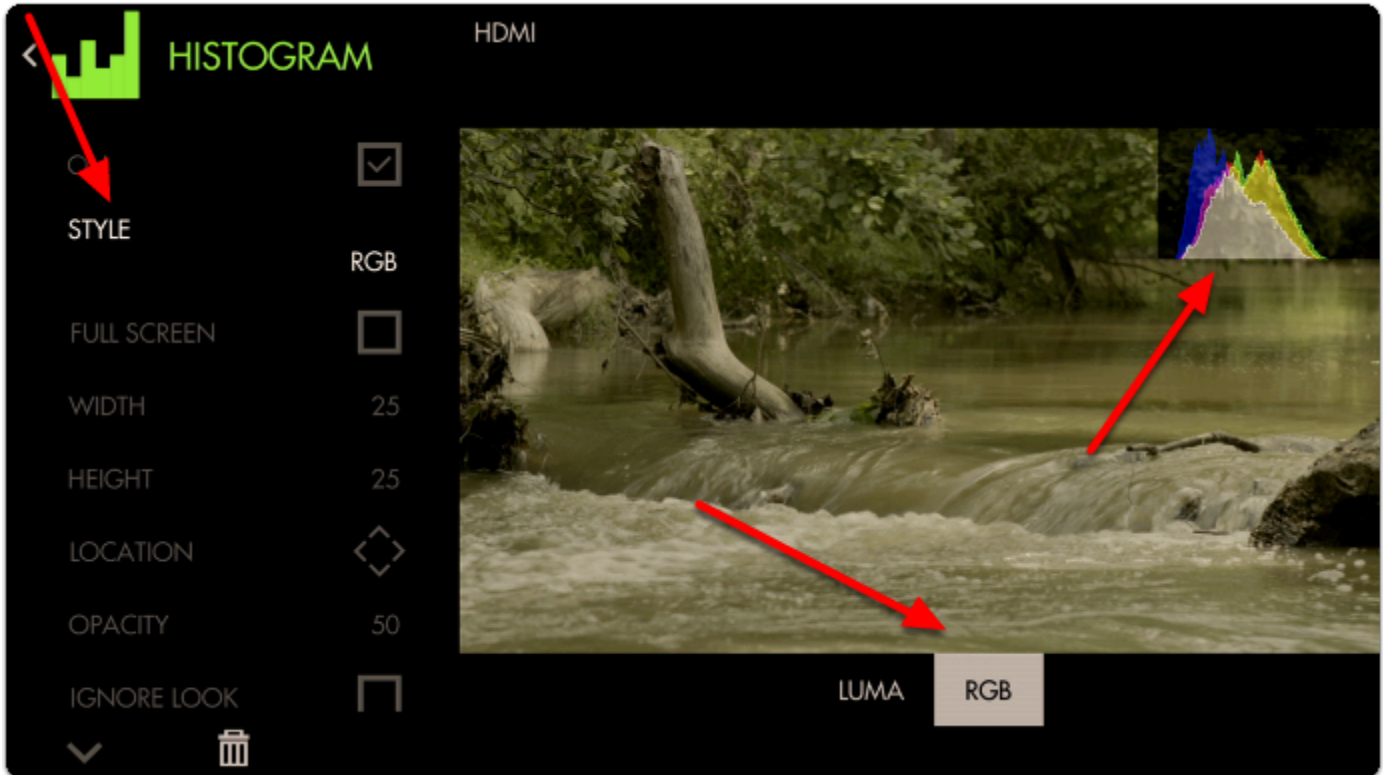 HISTOGRAM
HDMI
STYLE
RGB
FULL SCREEN
WIDTH 25
HEIGHT 25
LOCATION
OPACITY 50
IGNORE LOOK
LUMA RGB